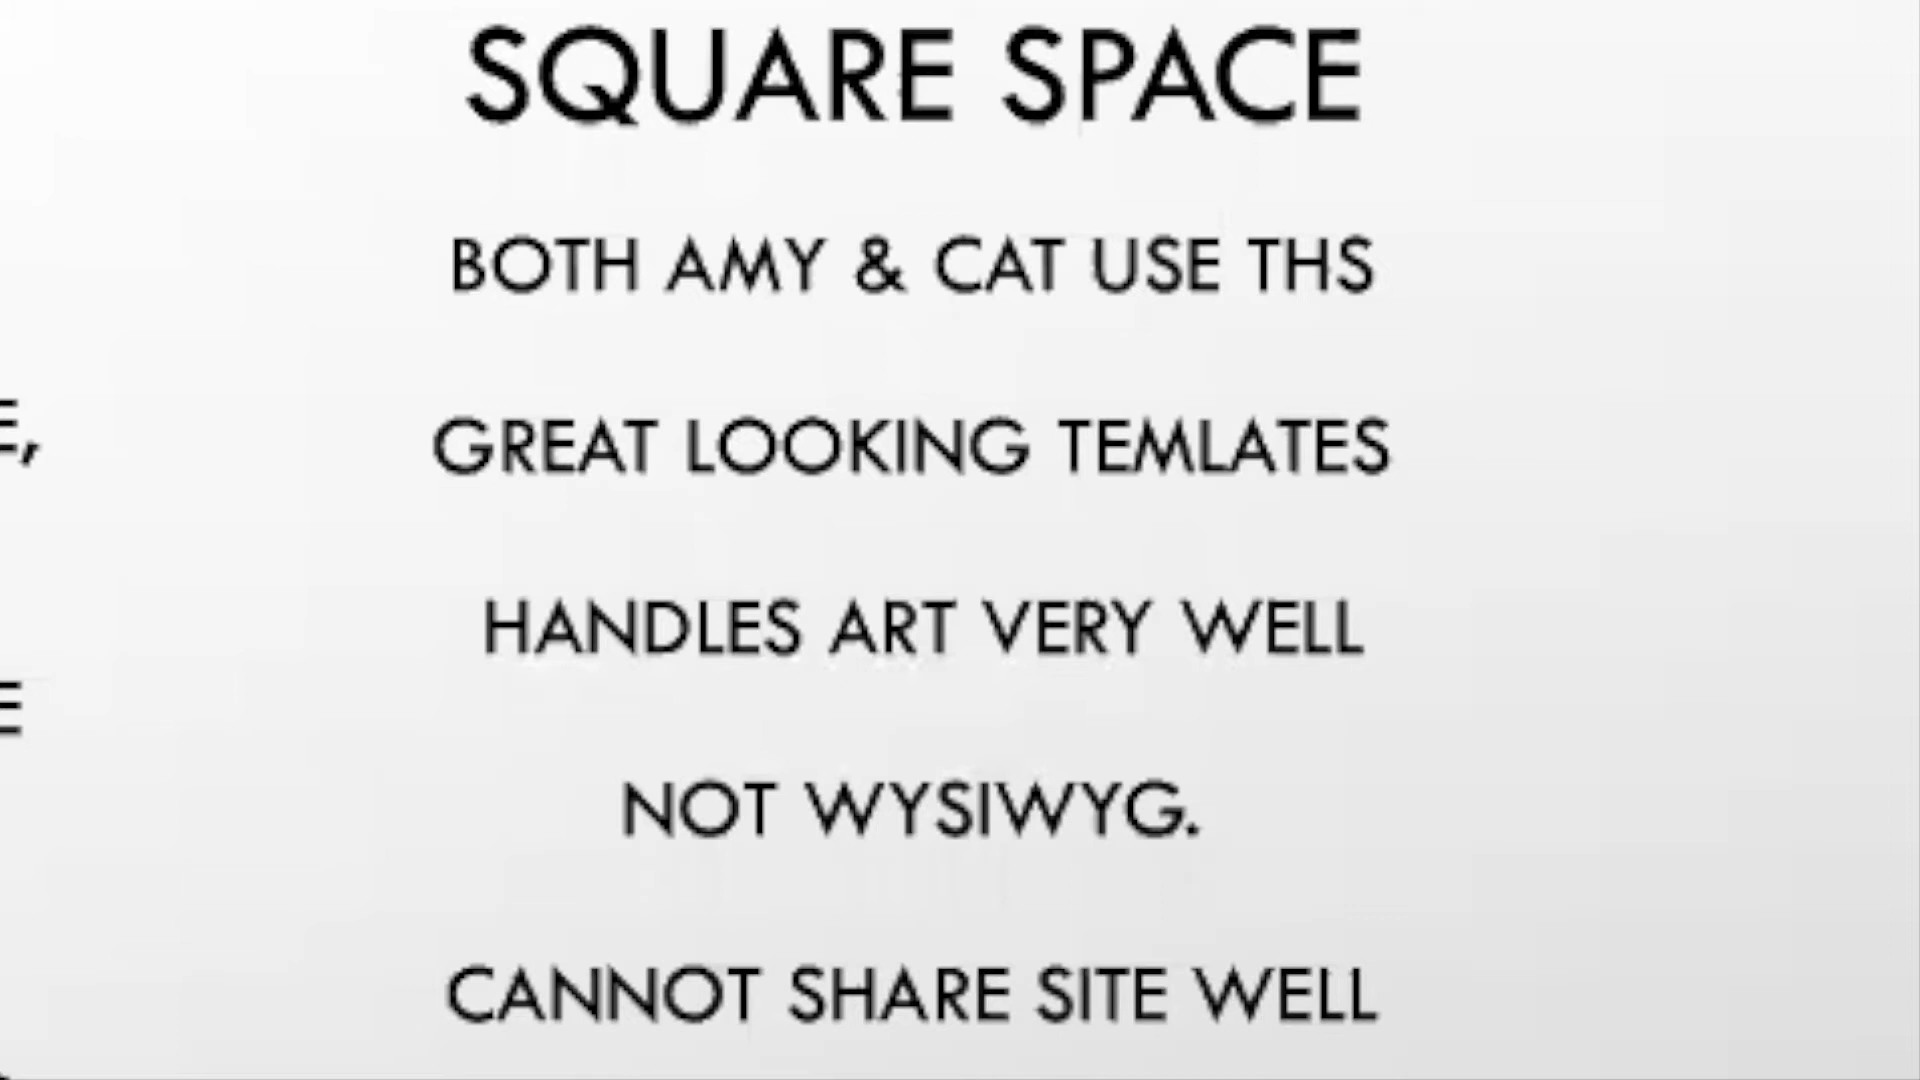 SQUARE SPACE
BOTH AMY & CAT USE THS
E,
GREAT LOOKING TEMLATES
HANDLES ART VERY WELL
E
NOT WYSIWYG.
CANNOT SHARE SITE WELL